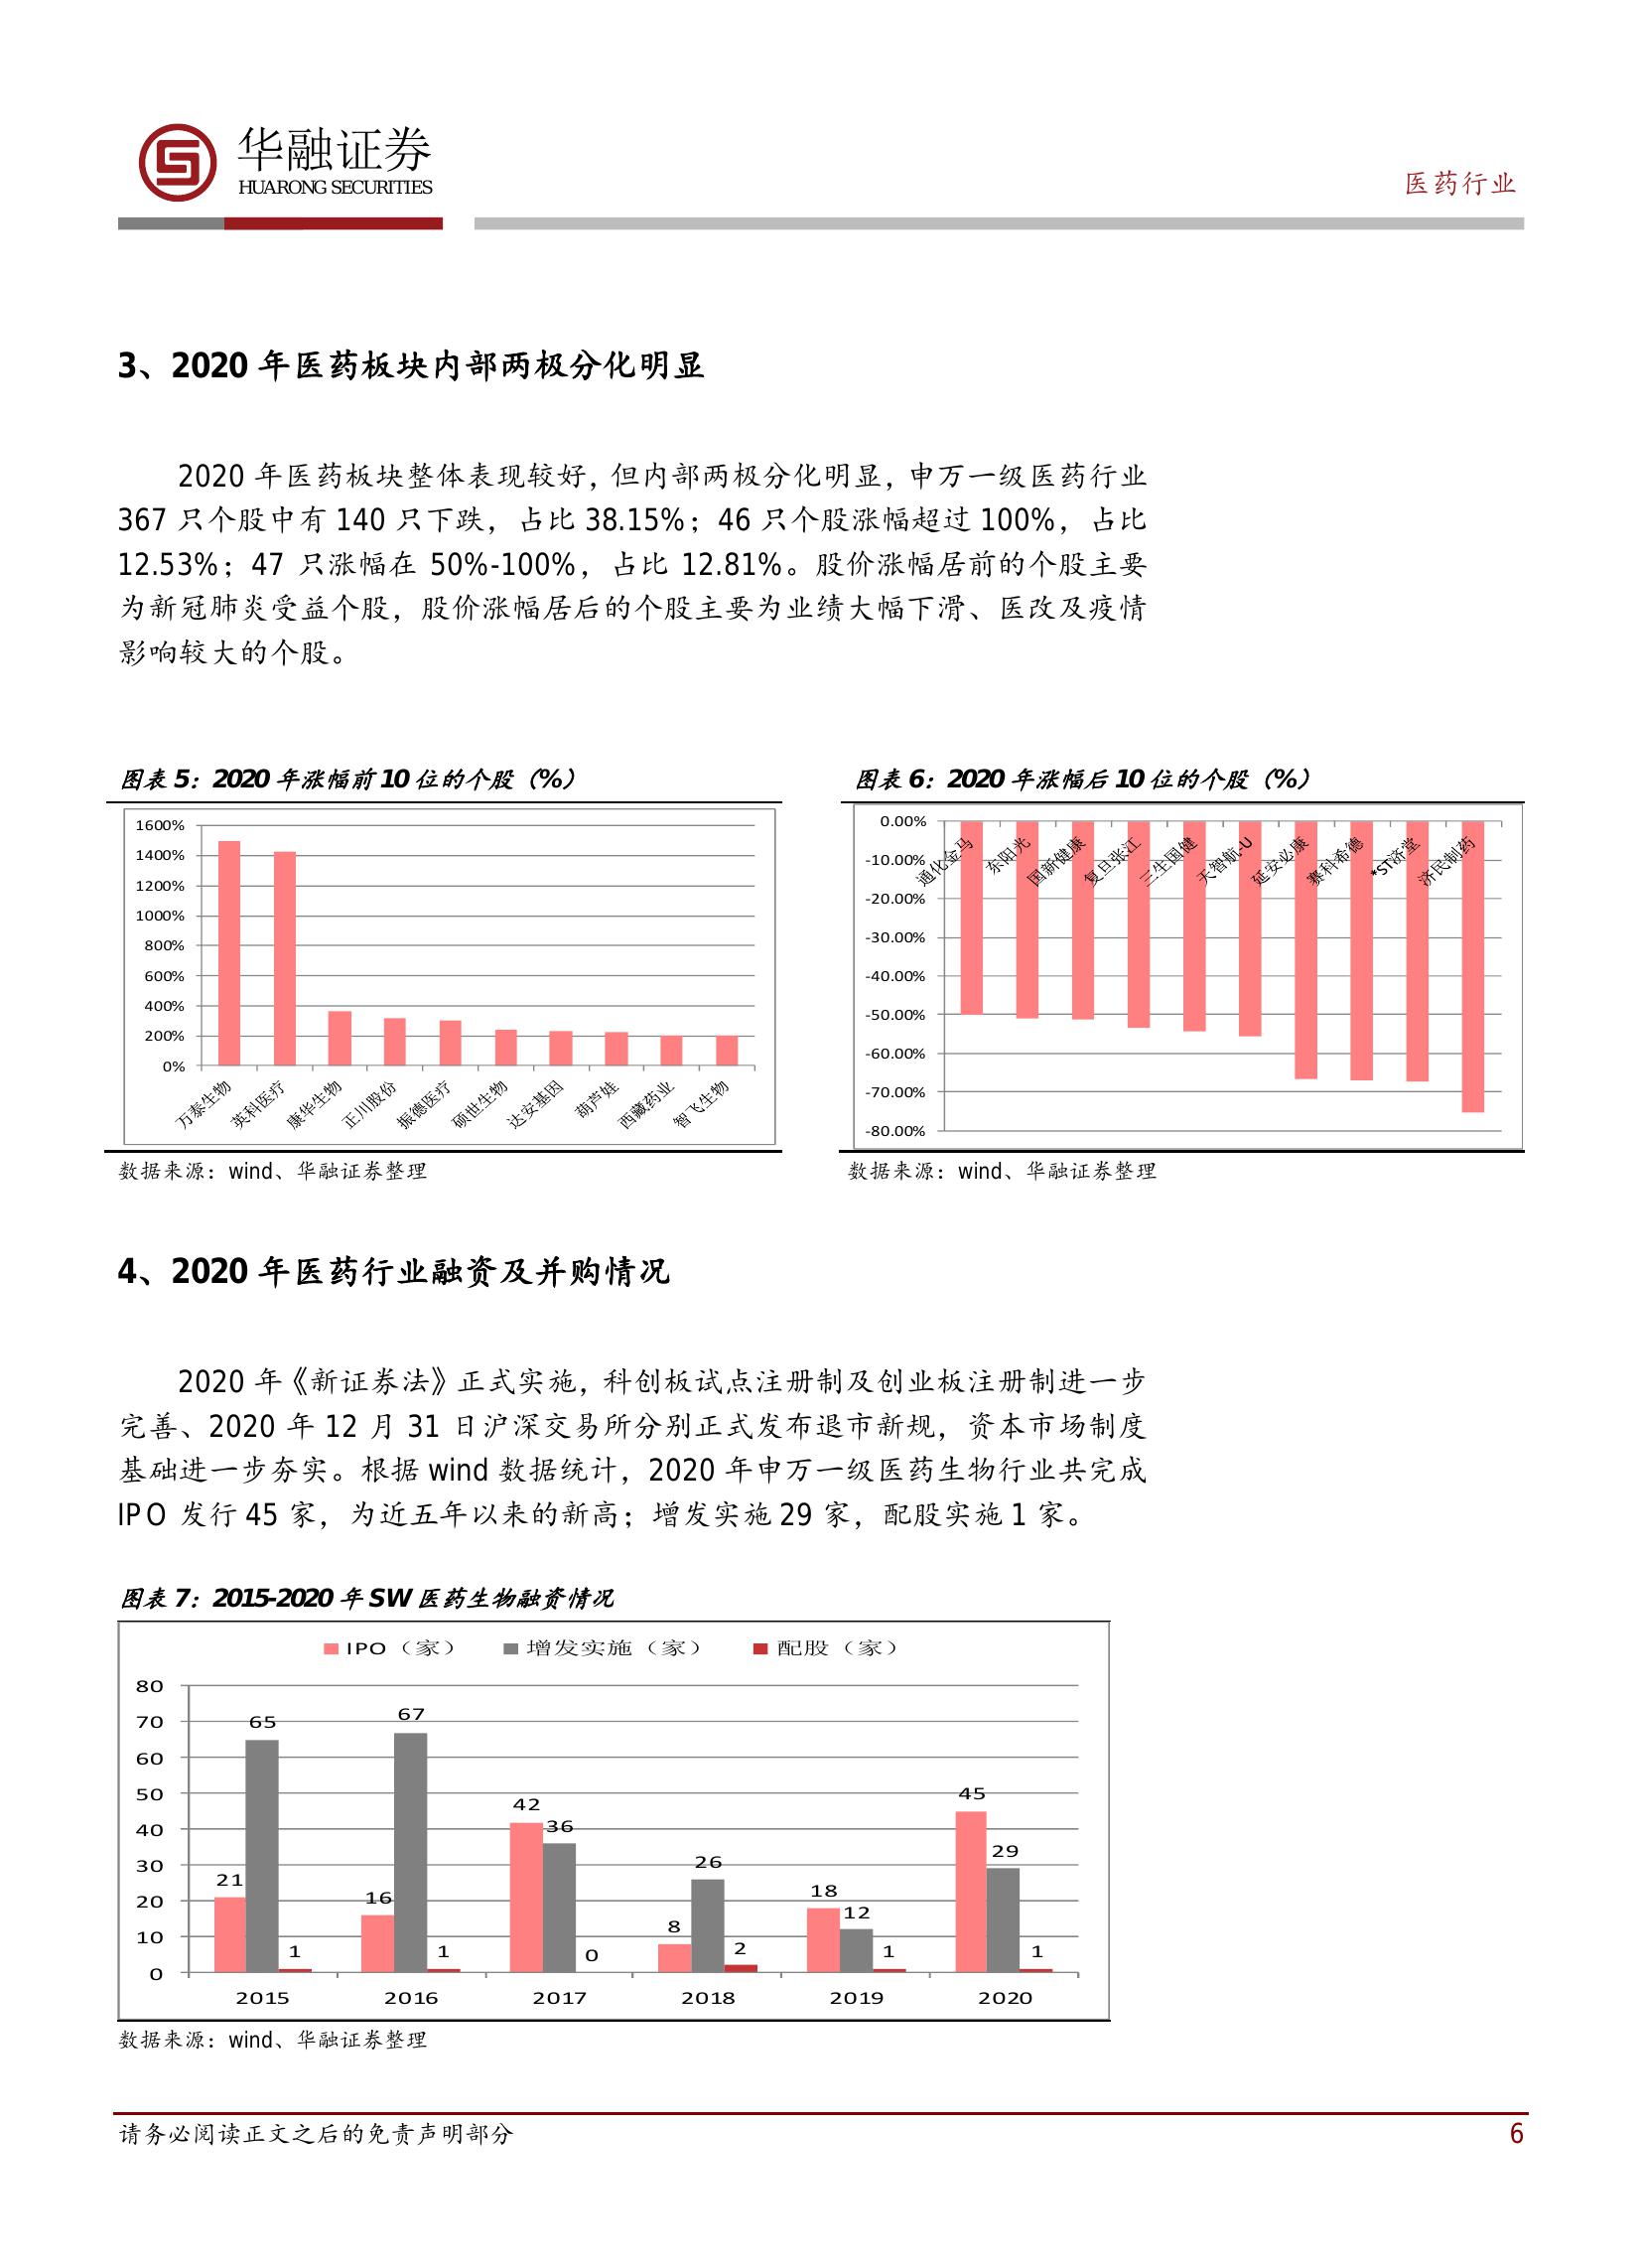 华融证券
HUARONG SECURITIES
医药行业
3、2020 年医药板块内部两极分化明显
2020 年医药板块整体表现较好，但内部两极分化明显，申万一级医药行业
367 只个股中有 140 只下跌，占比 38.15%；46 只个股涨幅超过 100%，占比
12.53%；47 只涨幅在 50%-100%，占比 12.81%。股价涨幅居前的个股主要
为新冠肺炎受益个股，股价涨幅居后的个股主要为业绩大幅下滑、医改及疫情
影响较大的个股。
图表 5：2020 年涨幅前 10 位的个股（%）
1600%
1400%
1200%
1000%
800%
600%
400%
200%
0%
万泰生物
英科医疗
康华生物
正川股份
振德医疗
硕世生物
达安基因
葫芦娃
西藏药业
智飞生物
数据来源：wind、华融证券整理
图表 6：2020 年涨幅后 10 位的个股（%）
0.00%
-10.00%
-20.00%
-30.00%
-40.00%
-50.00%
-60.00%
-70.00%
-80.00%
通化金马
东阳光
国新健康
复旦张江
三生国健
天智航-U
延安必康
赛科希德
*ST济堂
济民制药
数据来源：wind、华融证券整理
4、2020 年医药行业融资及并购情况
2020 年《新证券法》正式实施，科创板试点注册制及创业板注册制进一步
完善、2020 年 12 月 31 日沪深交易所分别正式发布退市新规，资本市场制度
基础进一步夯实。根据 wind 数据统计，2020 年申万一级医药生物行业共完成
IPO 发行 45 家，为近五年以来的新高；增发实施 29 家，配股实施 1 家。
图表 7：2015-2020 年 SW 医药生物融资情况
IPO（家） 增发实施（家） 配股（家）
80
70
60
50
40
30
20
10
0
21 65 1
16 67 1
42 36 0
8 26 2
18 12 1
45 29 1
2015 2016 2017 2018 2019 2020
数据来源：wind、华融证券整理
请务必阅读正文之后的免责声明部分 6